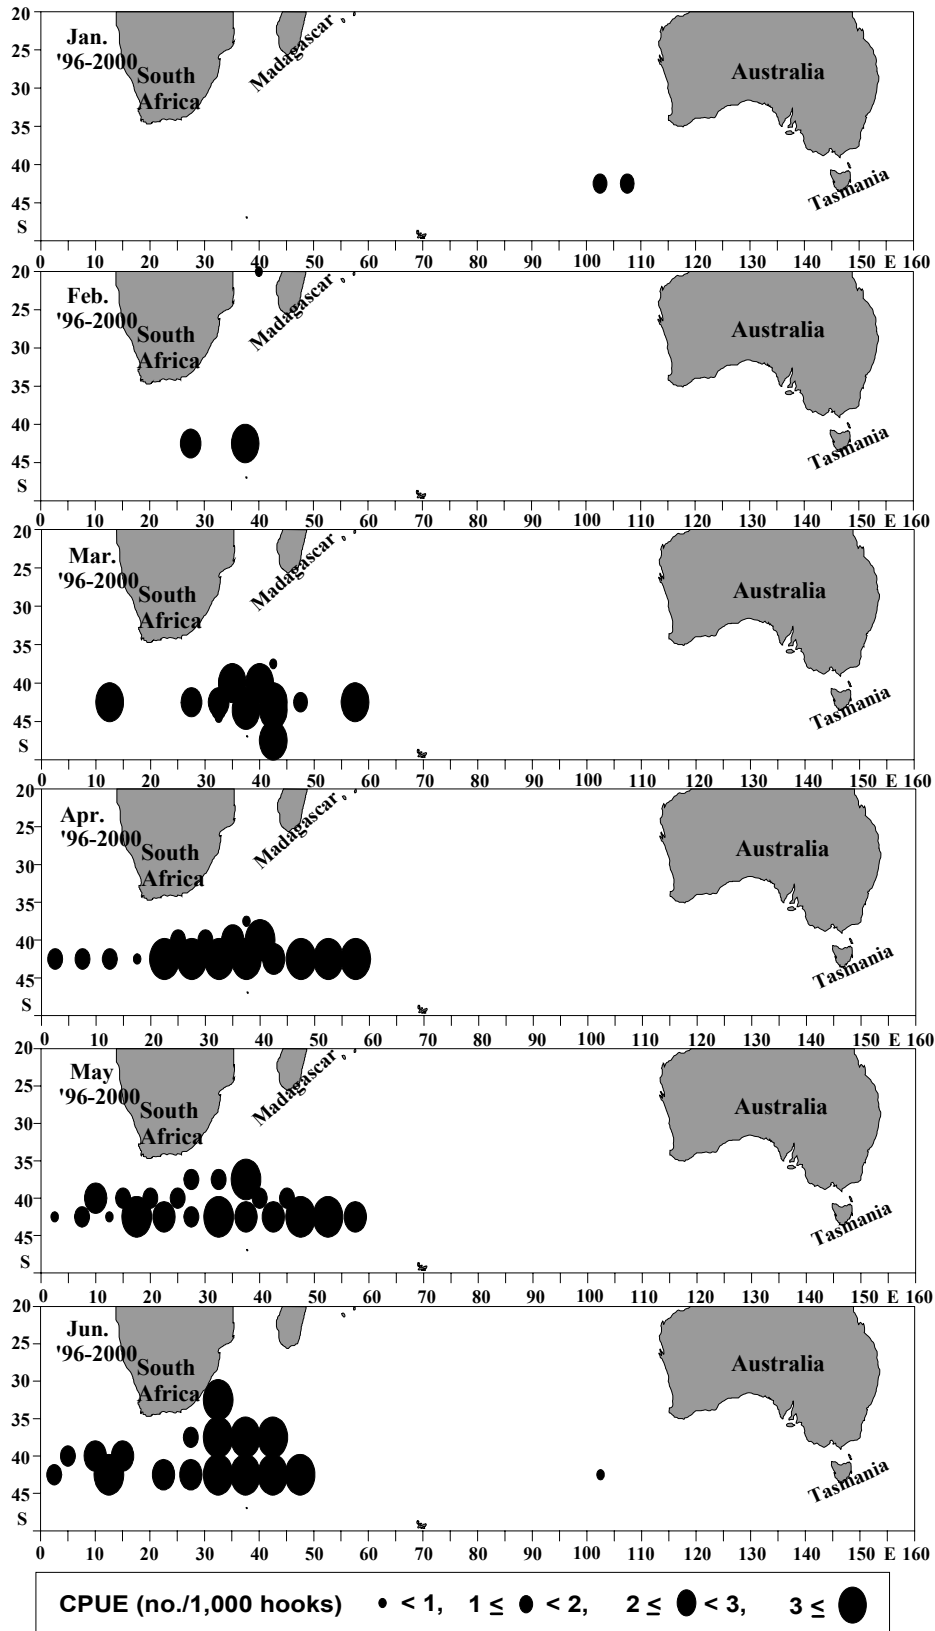 20
Jan.
'96-2000
25
30
35
40
45
S
South
Africa
Madagascar
Australia
Tasmania
0 10 20 30 40 50 60 70 80 90 100 110 120 130 140 150 E 160
20
Feb.
'96-2000
25
30
35
40
45
S
South
Africa
Madagascar
Australia
Tasmania
0 10 20 30 40 50 60 70 80 90 100 110 120 130 140 150 E 160
20
Mar.
'96-2000
25
30
35
40
45
S
South
Africa
Madagascar
Australia
Tasmania
0 10 20 30 40 50 60 70 80 90 100 110 120 130 140 150 E 160
20
Apr.
'96-2000
25
30
35
40
45
S
South
Africa
Madagascar
Australia
Tasmania
0 10 20 30 40 50 60 70 80 90 100 110 120 130 140 150 E 160
20
May
'96-2000
25
30
35
40
45
S
South
Africa
Madagascar
Australia
Tasmania
0 10 20 30 40 50 60 70 80 90 100 110 120 130 140 150 E 160
20
Jun.
'96-2000
25
30
35
40
45
S
South
Africa
Australia
Tasmania
0 10 20 30 40 50 60 70 80 90 100 110 120 130 140 150 E 160
CPUE (no./1,000 hooks) < 1, 1 ≤ < 2, 2 ≤ < 3, 3 ≤